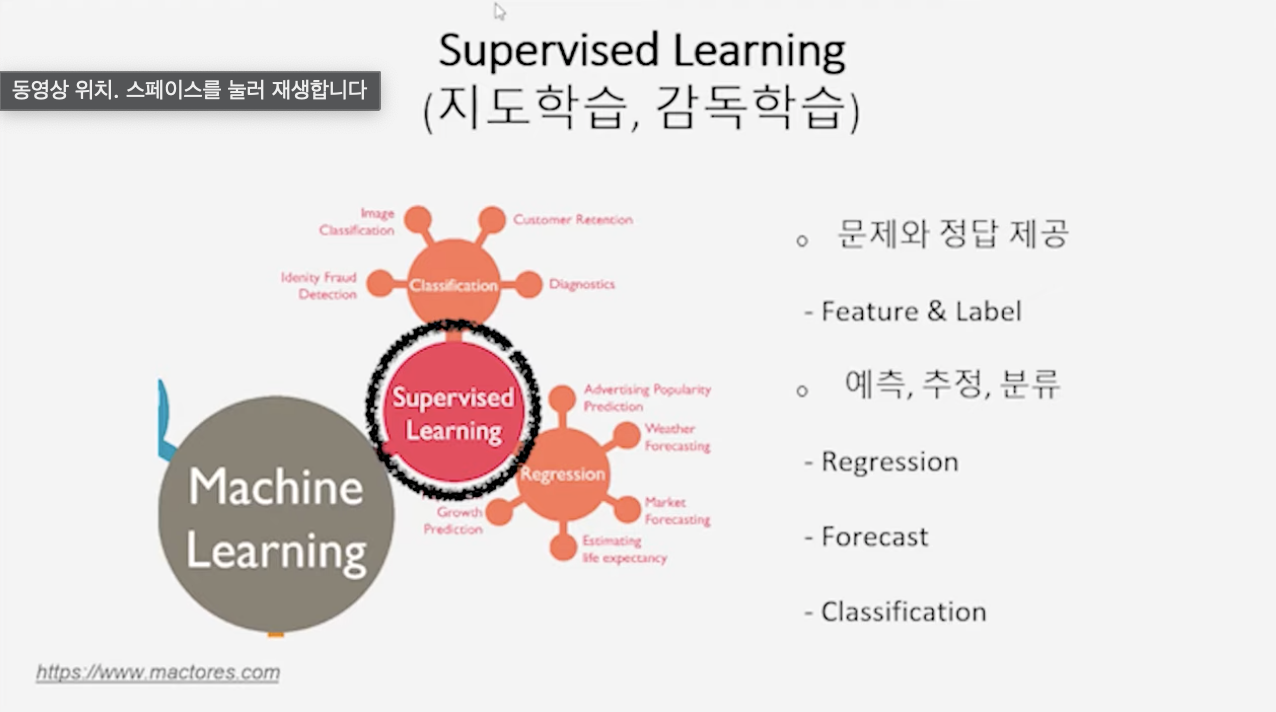 Supervised Learning
동영상 위치. 스페이스를 눌러 재생합니다
(지도학습, 감독학습)
Image
Classification
Customer Retention
Idenity Fraud
Detection
Classification
Diagnostics
Supervised
Learning
Advertising Popularity
Prediction
Weather
Forecasting
Regression
Machine
Learning
Growth
Prediction
Market
Forecasting
Estimating
life expectancy
문제와 정답 제공
- Feature & Label
예측, 추정, 분류
- Regression
- Forecast
- Classification
https://www.mactores.com